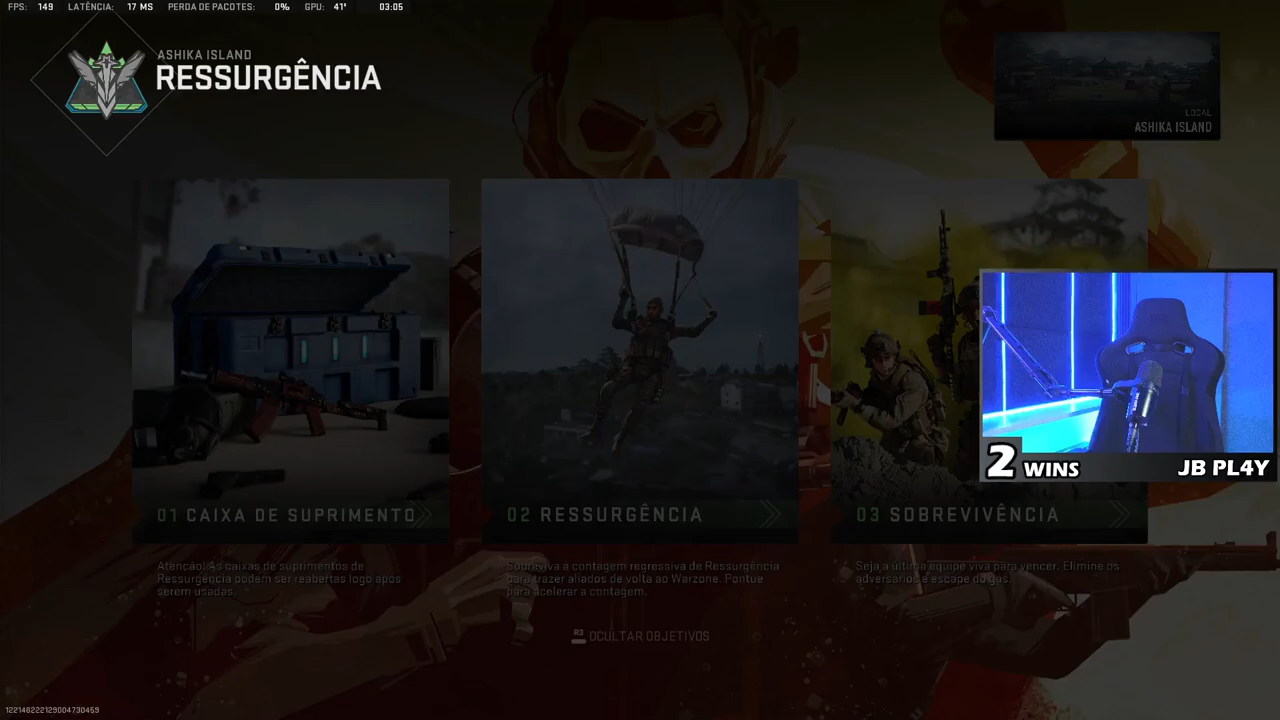 FPS: 149 LATÊNCIA: 17 MS PERDA DE PACOTES: 0% GPU: 41° 03:05
ASHIKA ISLAND
RESSURGÊNCIA
LOCAL
ASHIKA ISLAND
01 CAIXA DE SUPRIMENTO
Atenção! As caixas de suprimentos de
Ressurgência podem ser reabertas logo após
serem usadas.
02 RESSURGÊNCIA
Sobreviva à contagem regressiva de Ressurgência
para trazer aliados de volta ao Warzone. Pontue
para acelerar a contagem.
03 SOBREVIVÊNCIA
Seja a última equipe viva para vencer. Elimine os
adversários e escape do gás.
2 WINS JB PL4Y
R3 OCULTAR OBJETIVOS
122148222129004730459